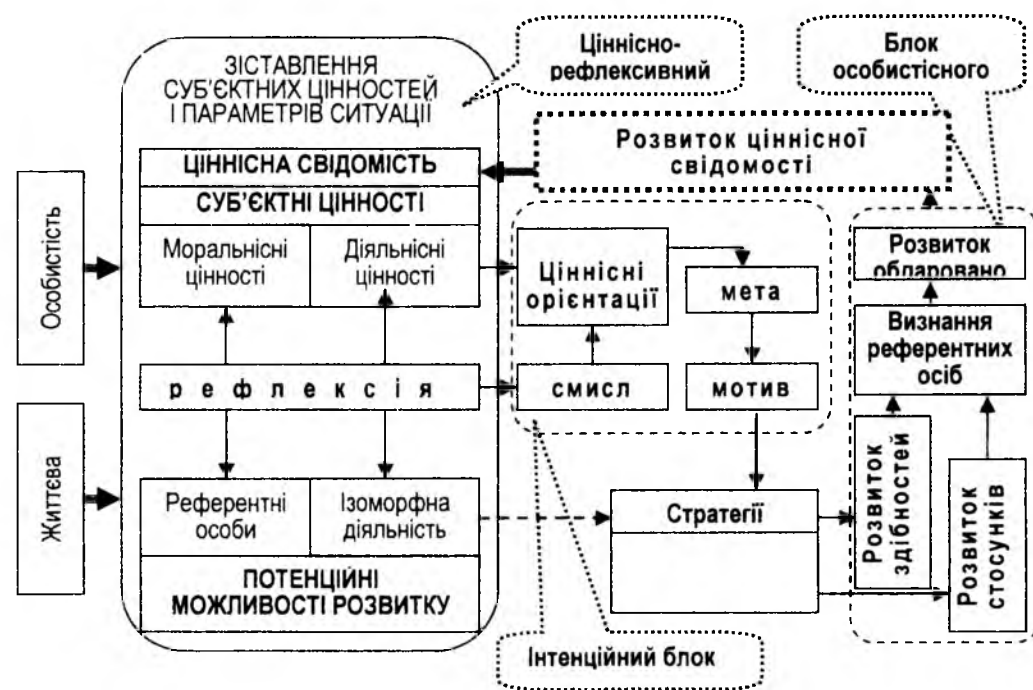 Ціннісно-
рефлексивний
Блок
особистісного
ЗІСТАВЛЕННЯ
СУБ'ЄКТНИХ ЦІННОСТЕЙ
І ПАРАМЕТРІВ СИТУАЦІЇ
Розвиток ціннісної
свідомості
ЦІННІСНА СВІДОМІСТЬ
СУБ'ЄКТНІ ЦІННОСТІ
Моральнісні
цінності
Діяльнісні
цінності
Особистість
Ціннісні
орієнтації
мета
Розвиток
обдаровано
Визнання
референтних
осіб
рефлексія
смисл
мотив
Життєва
Референтні
особи
Ізоморфна
діяльність
Стратегії
Розвиток
здібностей
Розвиток
стосунків
ПОТЕНЦІЙНІ
МОЖЛИВОСТІ РОЗВИТКУ
Інтенційний блок